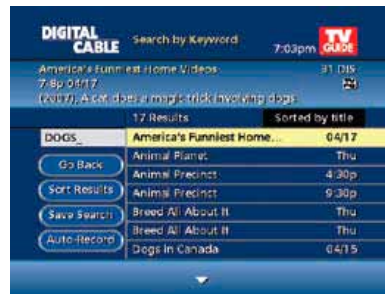 DIGITAL CABLE
Search by Keyword
7:03pm
TV GUIDE
America's Funniest Home Videos 31 DIS
7-8p 04/17
(2007), A cat does a magic trick involving dogs.
17 Results Sorted by title
DOGS_
America's Funniest Home... 04/17
Go Back
Animal Planet Thu
Animal Precinct 4:30p
Sort Results
Animal Precinct 9:30p
Save Search
Breed All About It Thu
Auto-Record
Breed All About It Thu
Dogs in Canada 04/15